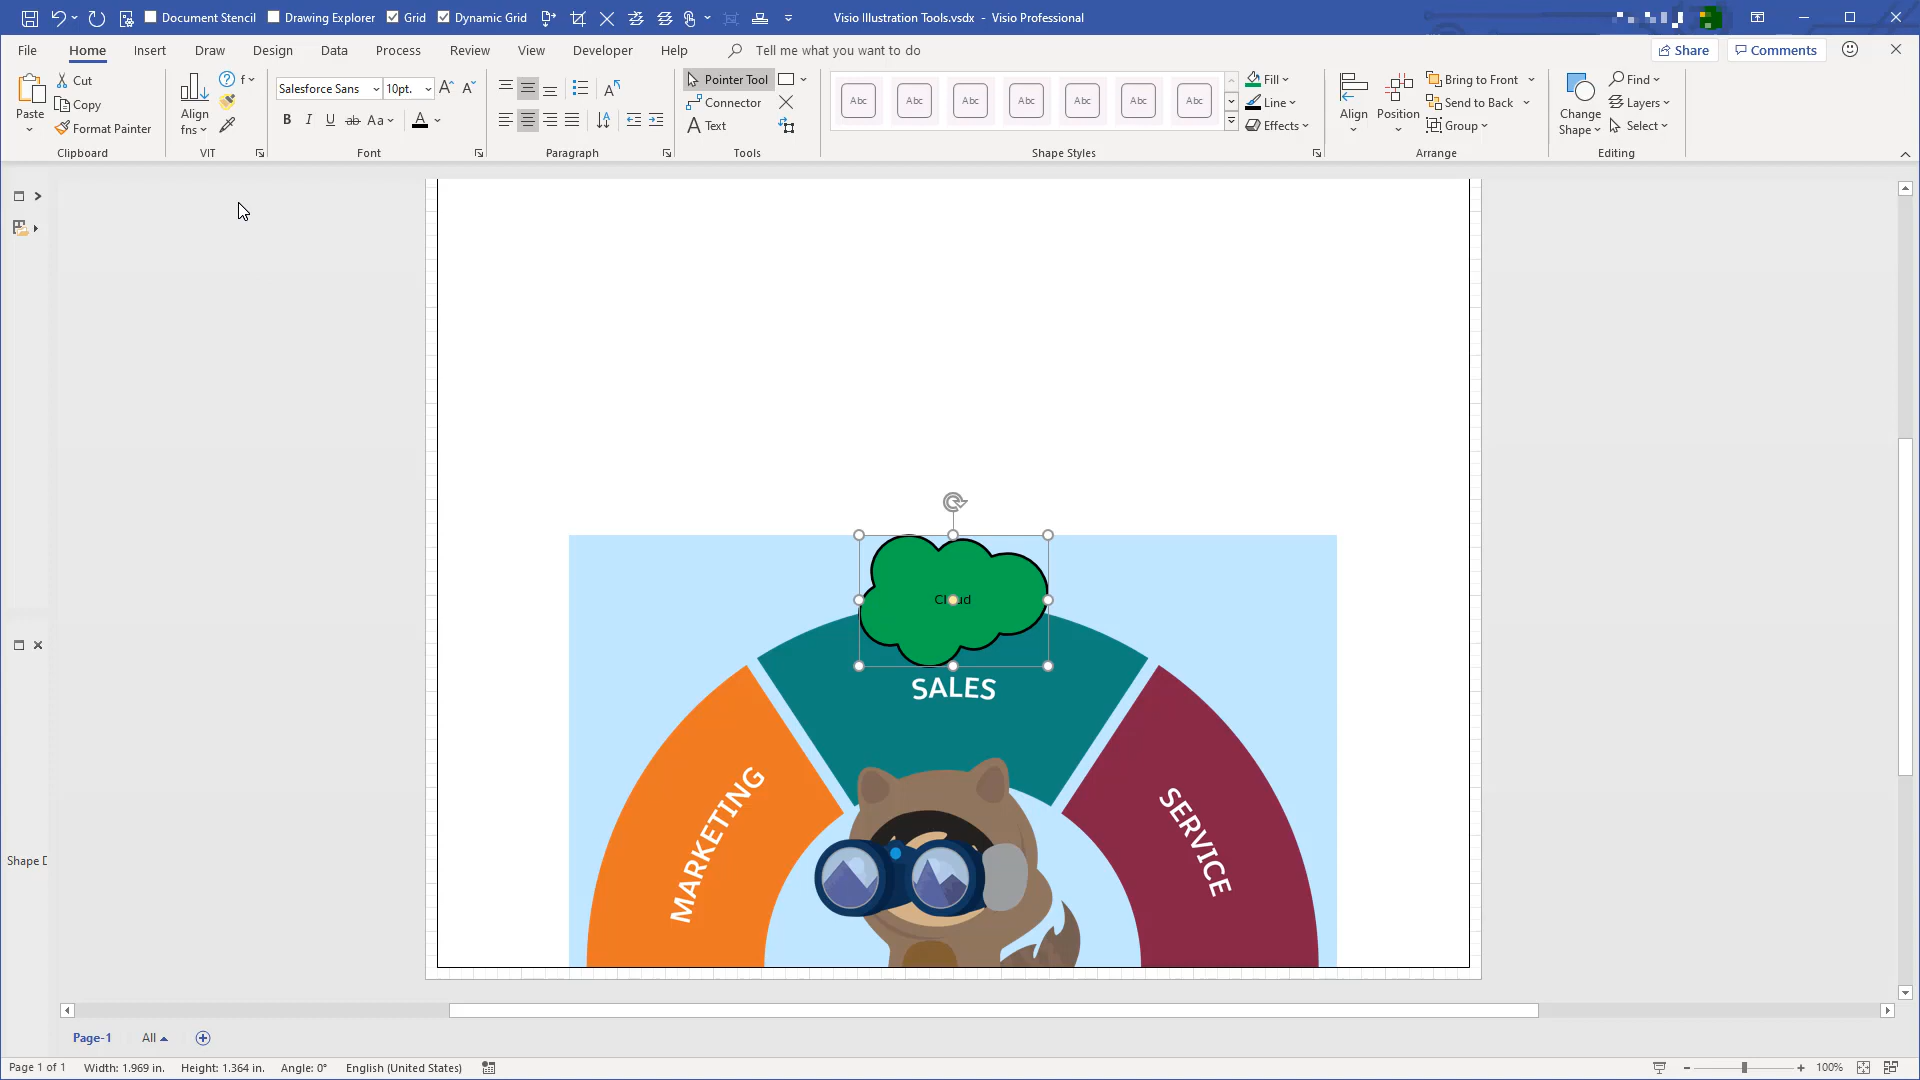 Document Stencil Drawing Explorer Grid Dynamic Grid Visio Illustration Tools.vsdx - Visio Professional
File Home Insert Draw Design Data Process Review View Developer Help Tell me what you want to do Share Comments
Paste
Cut
Copy
Format Painter
Clipboard
Align
fns
f
VIT
Salesforce Sans 10pt. A A
B I U ab Aa A
Font
A
Paragraph
Pointer Tool
Connector
A Text
Tools
Abc Abc Abc Abc Abc Abc Abc
Shape Styles
Fill
Line
Effects
Align Position
Bring to Front
Send to Back
Group
Arrange
Change
Shape
Find
Layers
Select
Editing
SALES
MARKETING
SERVICE
Page-1 All
Page 1 of 1 Width: 1.969 in. Height: 1.364 in. Angle: 0° English (United States) 100%